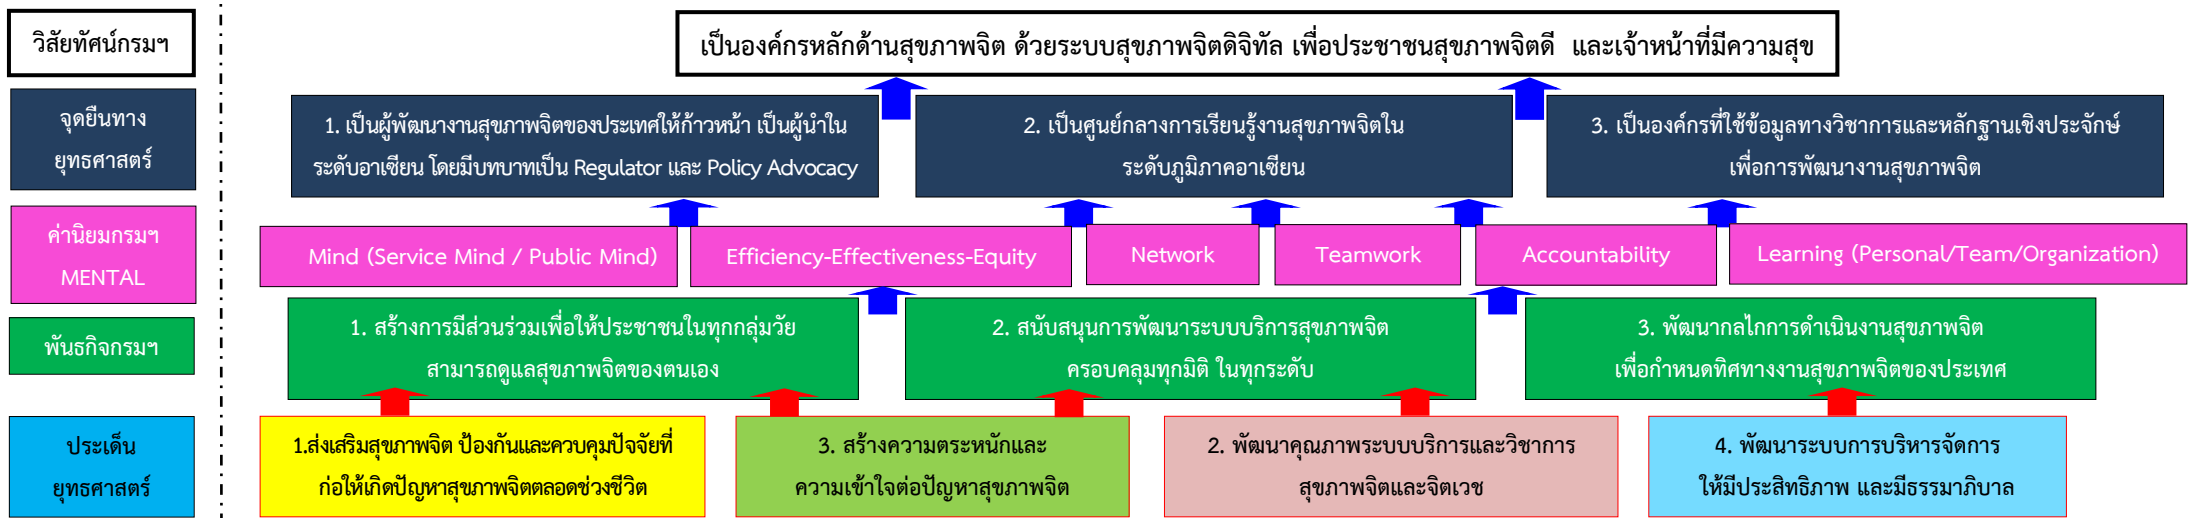 วิสัยทัศน์กรมฯ
เป็นองค์กรหลักด้านสุขภาพจิต ด้วยระบบสุขภาพจิตดิจิทัล เพื่อประชาชนสุขภาพจิตดี และเจ้าหน้าที่มีความสุข
จุดยืนทาง
ยุทธศาสตร์
1. เป็นผู้พัฒนางานสุขภาพจิตของประเทศให้ก้าวหน้า เป็นผู้นำใน
ระดับอาเซียน โดยมีบทบาทเป็น Regulator และ Policy Advocacy
2. เป็นศูนย์กลางการเรียนรู้งานสุขภาพจิตใน
ระดับภูมิภาคอาเซียน
3. เป็นองค์กรที่ใช้ข้อมูลทางวิชาการและหลักฐานเชิงประจักษ์
เพื่อการพัฒนางานสุขภาพจิต
ค่านิยมกรมฯ
MENTAL
Mind (Service Mind / Public Mind)
Efficiency-Effectiveness-Equity
Network
Teamwork
Accountability
Learning (Personal/Team/Organization)
พันธกิจกรมฯ
1. สร้างการมีส่วนร่วมเพื่อให้ประชาชนในทุกกลุ่มวัย
สามารถดูแลสุขภาพจิตของตนเอง
2. สนับสนุนการพัฒนาระบบบริการสุขภาพจิต
ครอบคลุมทุกมิติ ในทุกระดับ
3. พัฒนากลไกการดำเนินงานสุขภาพจิต
เพื่อกำหนดทิศทางงานสุขภาพจิตของประเทศ
ประเด็น
ยุทธศาสตร์
1.ส่งเสริมสุขภาพจิต ป้องกันและควบคุมปัจจัยที่
ก่อให้เกิดปัญหาสุขภาพจิตตลอดช่วงชีวิต
3. สร้างความตระหนักและ
ความเข้าใจต่อปัญหาสุขภาพจิต
2. พัฒนาคุณภาพระบบบริการและวิชาการ
สุขภาพจิตและจิตเวช
4. พัฒนาระบบการบริหารจัดการ
ให้มีประสิทธิภาพ และมีธรรมาภิบาล